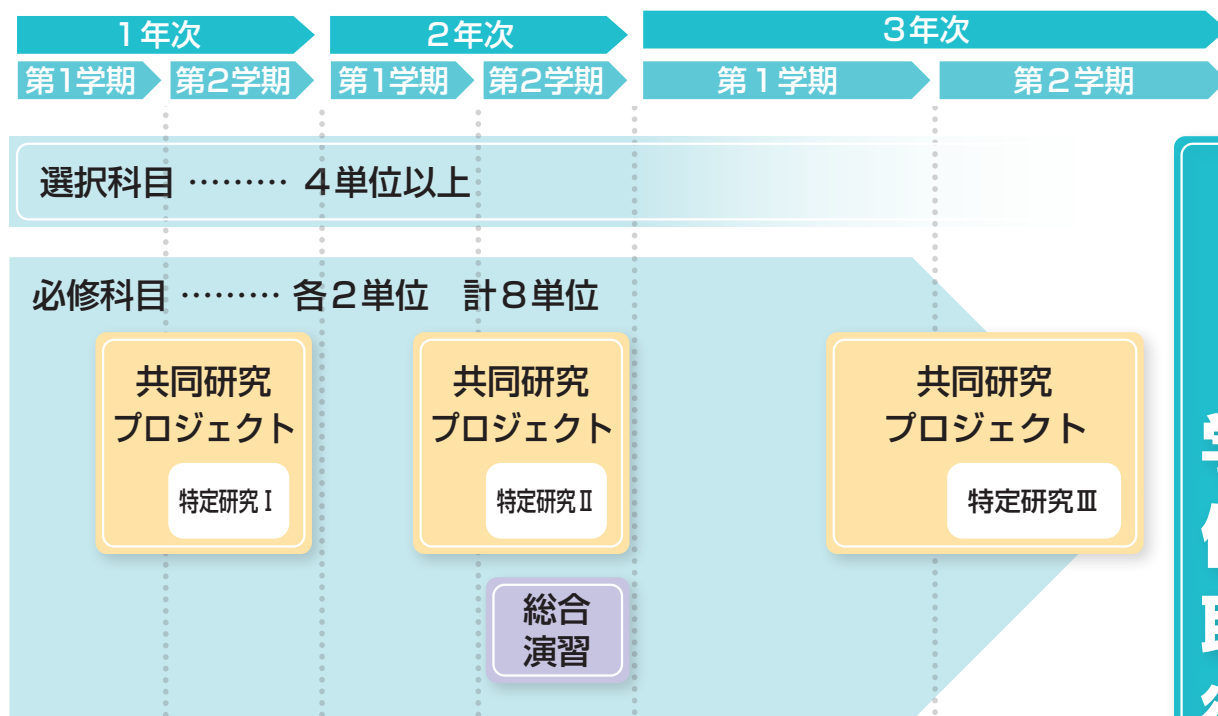 1年次 2年次 3年次
第1学期 第2学期 第1学期 第2学期 第1学期 第2学期
選択科目 ……… 4単位以上
必修科目 ……… 各2単位 計8単位
共同研究
プロジェクト
特定研究Ⅰ
共同研究
プロジェクト
特定研究Ⅱ
共同研究
プロジェクト
特定研究Ⅲ
総合
演習